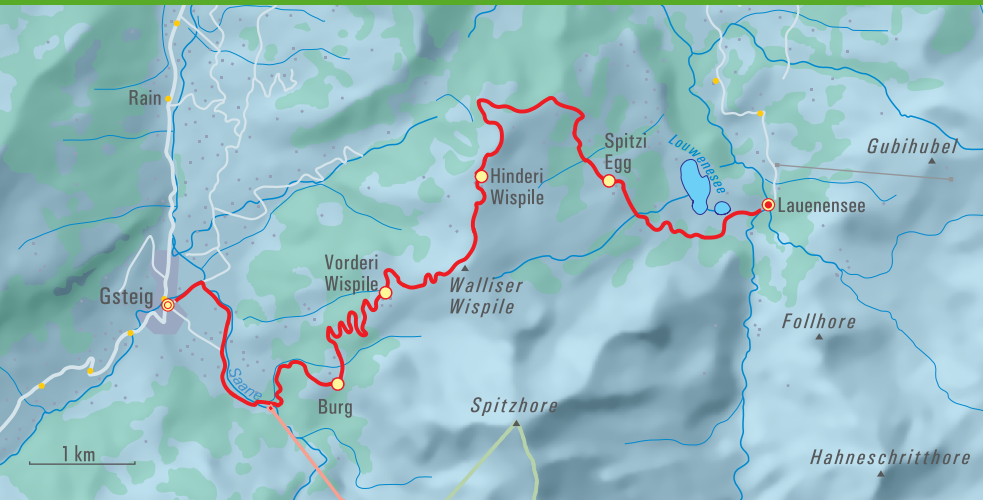 Rain
Spitzi
Egg
Louwenesee
Gubihubel
Hinderi
Wispile
Lauenensee
Vorderi
Wispile
Gsteig
Walliser
Wispile
Follhore
Saane
Burg
Spitzhore
1 km
Hahneschritthore